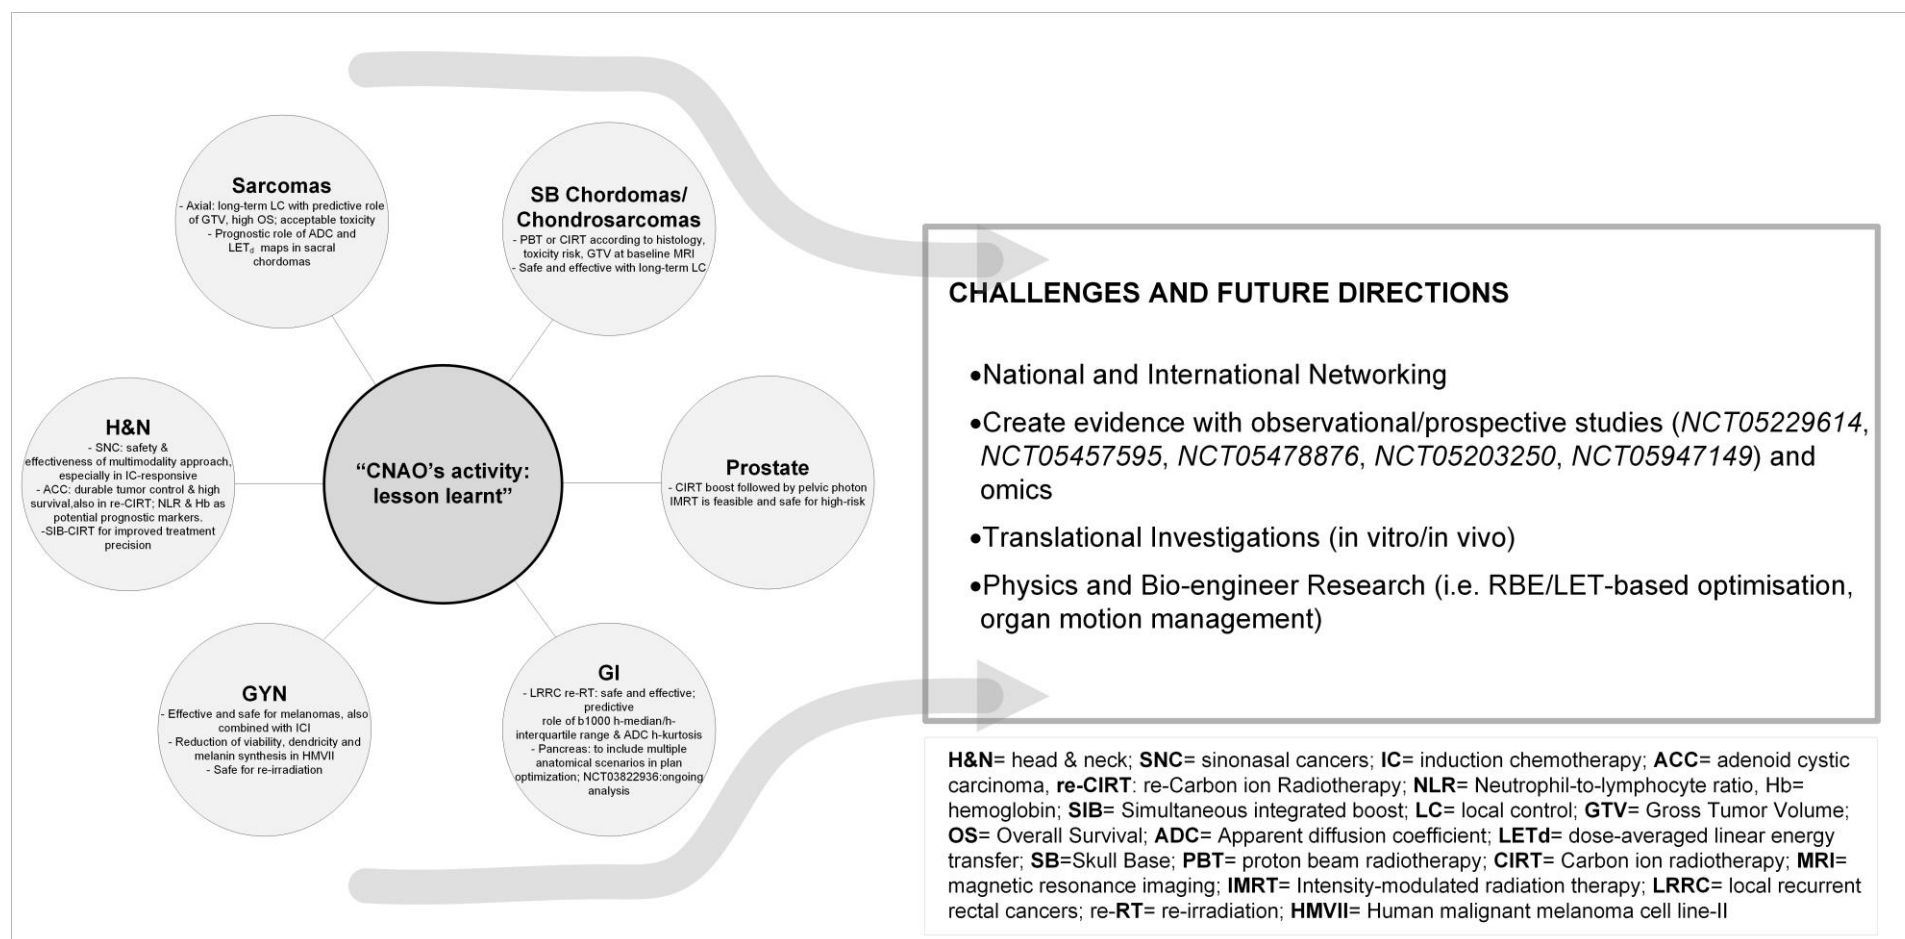 Sarcomas
- Axial: long-term LC with predictive role
of GTV, high OS; acceptable toxicity
- Prognostic role of ADC and
LETd maps in sacral
chordomas
SB Chordomas/
Chondrosarcomas
- PBT or CIRT according to histology,
toxicity risk, GTV at baseline MRI
- Safe and effective with long-term LC
H&N
- SNC: safety &
effectiveness of multimodality approach,
especially in IC-responsive
- ACC: durable tumor control & high
survival,also in re-CIRT; NLR & Hb as
potential prognostic markers.
-SIB-CIRT for improved treatment
precision
“CNAO’s activity:
lesson learnt”
Prostate
- CIRT boost followed by pelvic photon
IMRT is feasible and safe for high-risk
GYN
- Effective and safe for melanomas, also
combined with ICI
- Reduction of viability, dendricity and
melanin synthesis in HMVII
- Safe for re-irradiation
GI
- LRRC re-RT: safe and effective;
predictive
role of b1000 h-median/h-
interquartile range & ADC h-kurtosis
- Pancreas: to include multiple
anatomical scenarios in plan
optimization; NCT03822936:ongoing
analysis
CHALLENGES AND FUTURE DIRECTIONS
•National and International Networking
•Create evidence with observational/prospective studies (NCT05229614,
NCT05457595, NCT05478876, NCT05203250, NCT05947149) and
omics
•Translational Investigations (in vitro/in vivo)
•Physics and Bio-engineer Research (i.e. RBE/LET-based optimisation,
organ motion management)
H&N= head & neck; SNC= sinonasal cancers; IC= induction chemotherapy; ACC= adenoid cystic
carcinoma, re-CIRT: re-Carbon ion Radiotherapy; NLR= Neutrophil-to-lymphocyte ratio, Hb=
hemoglobin; SIB= Simultaneous integrated boost; LC= local control; GTV= Gross Tumor Volume;
OS= Overall Survival; ADC= Apparent diffusion coefficient; LETd= dose-averaged linear energy
transfer; SB=Skull Base; PBT= proton beam radiotherapy; CIRT= Carbon ion radiotherapy; MRI=
magnetic resonance imaging; IMRT= Intensity-modulated radiation therapy; LRRC= local recurrent
rectal cancers; re-RT= re-irradiation; HMVII= Human malignant melanoma cell line-II